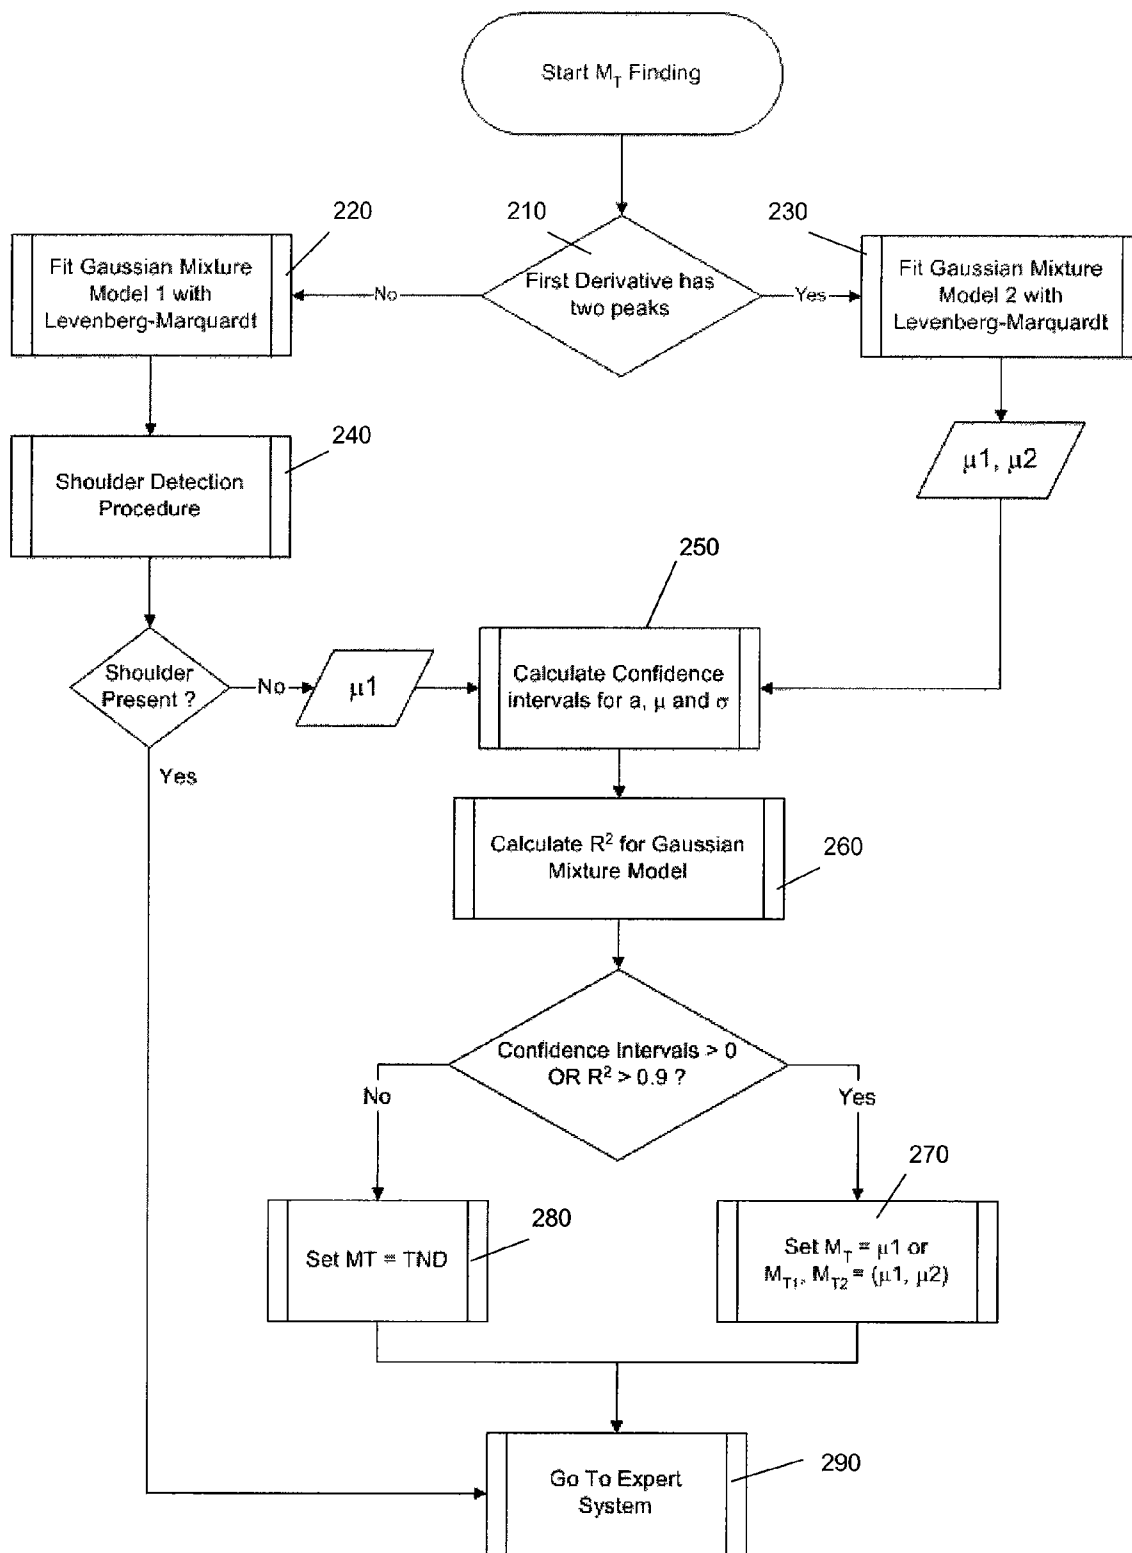 Start M_T Finding
220
210
230
Fit Gaussian Mixture
Model 1 with
Levenberg-Marquardt
No
First Derivative has
two peaks
Yes
Fit Gaussian Mixture
Model 2 with
Levenberg-Marquardt
240
Shoulder Detection
Procedure
μ1, μ2
250
Shoulder
Present ?
No
μ1
Calculate Confidence
intervals for a, μ and σ
Yes
Calculate R² for Gaussian
Mixture Model
260
Confidence Intervals > 0
OR R² > 0.9 ?
No
Yes
270
280
Set MT = TND
Set M_T = μ1 or
M_T1, M_T2 = (μ1, μ2)
Go To Expert
System
290